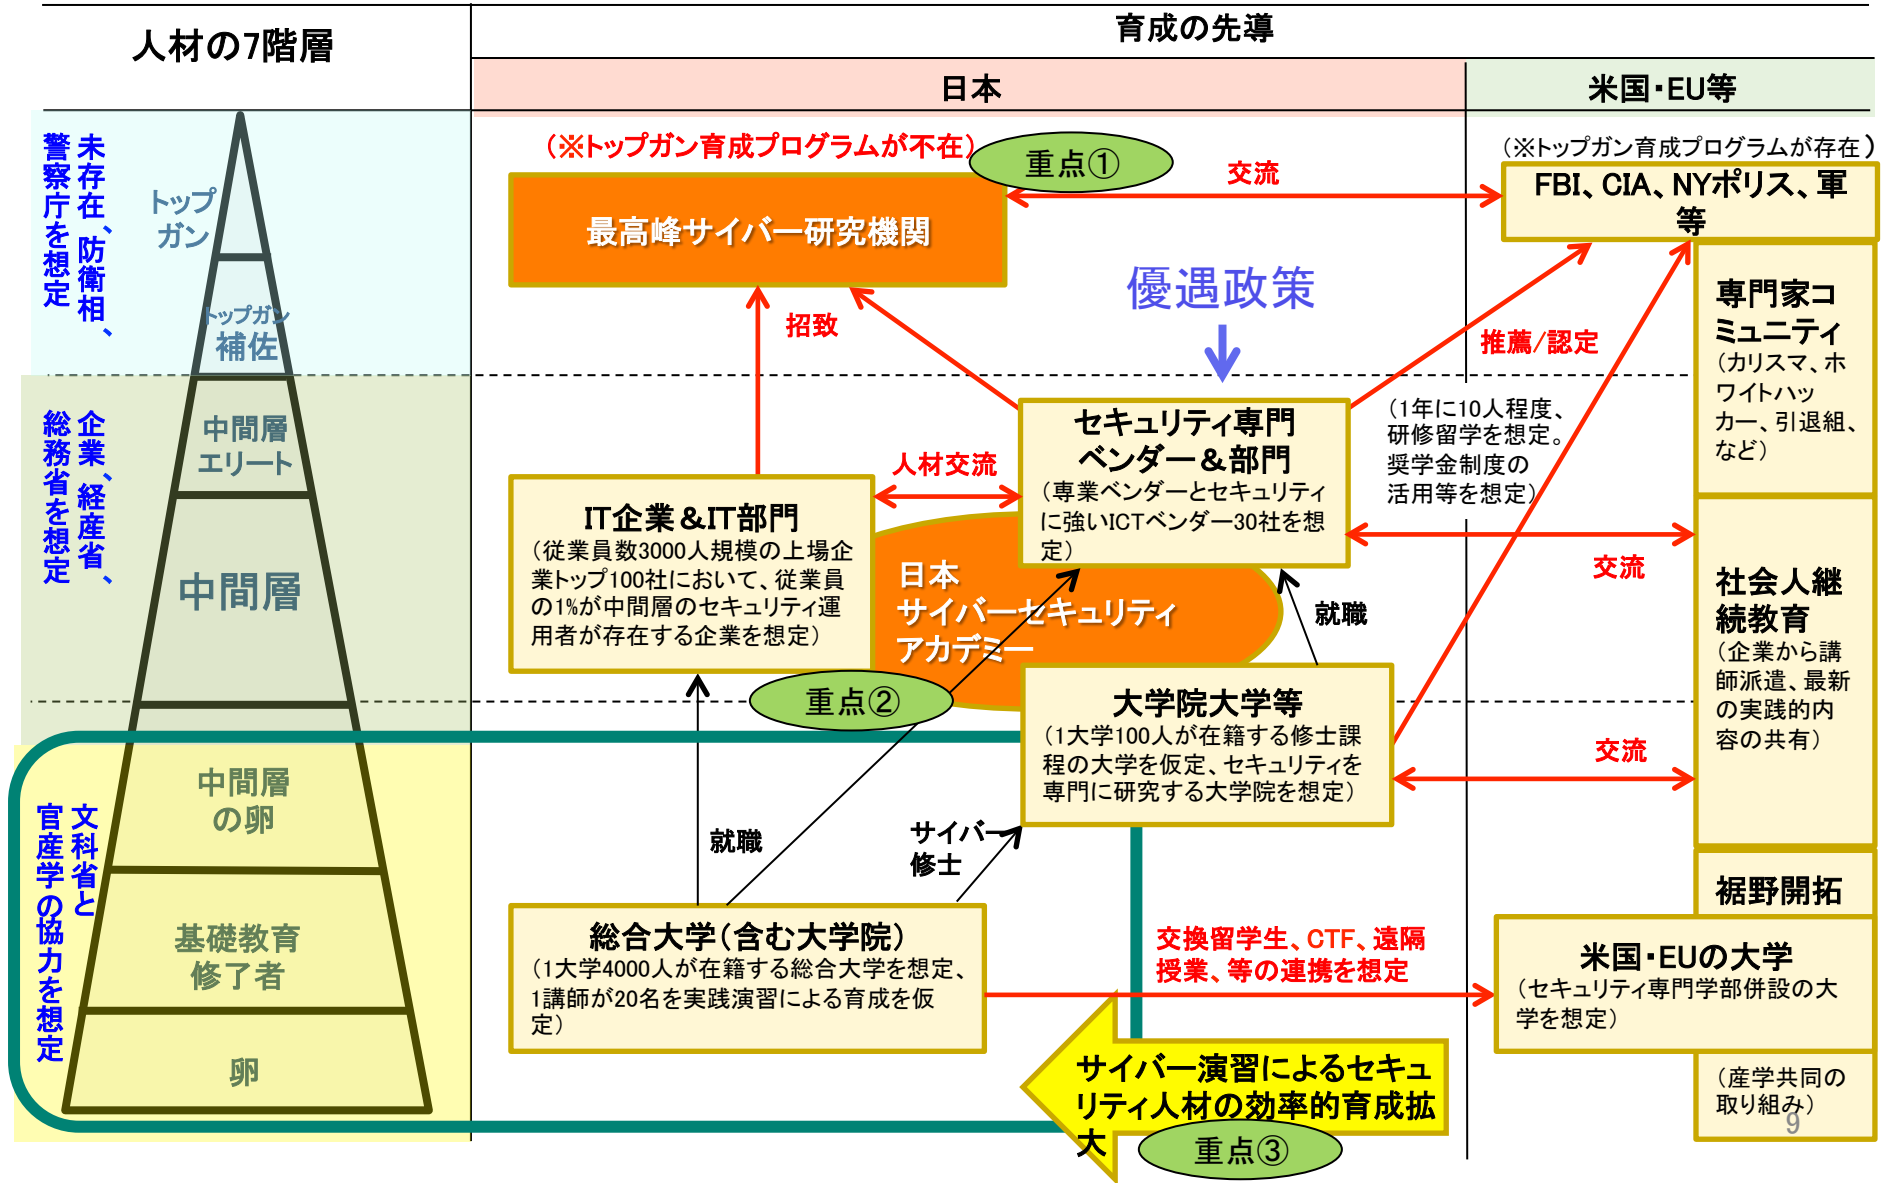 人材の7階層
育成の先導
日本
米国・EU等
未存在、防衛相、
警察庁を想定
トップ
ガン
トップガン
補佐
企業、経産省、
総務省を想定
中間層
エリート
中間層
文科省と
官産学の協力を想定
中間層
の卵
基礎教育
修了者
卵
(※トップガン育成プログラムが不在)
重点①
最高峰サイバー研究機関
交流
(※トップガン育成プログラムが存在)
FBI、CIA、NYポリス、軍
等
優遇政策
招致
推薦/認定
専門家コ
ミュニティ
(カリスマ、ホ
ワイトハッ
カー、引退組、
など)
(1年に10人程度、
研修留学を想定。
奨学金制度の
活用等を想定)
セキュリティ専門
ベンダー＆部門
(専業ベンダーとセキュリティ
に強いICTベンダー30社を想
定)
人材交流
IT企業＆IT部門
(従業員数3000人規模の上場企
業トップ100社において、従業員
の1%が中間層のセキュリティ運
用者が存在する企業を想定)
日本
サイバーセキュリティ
アカデミー
就職
交流
社会人継
続教育
(企業から講
師派遣、最新
の実践的内
容の共有)
重点②
大学院大学等
(1大学100人が在籍する修士課
程の大学を仮定、セキュリティを
専門に研究する大学院を想定)
交流
就職
サイバー
修士
総合大学(含む大学院)
(1大学4000人が在籍する総合大学を想定、
1講師が20名を実践演習による育成を仮
定)
交換留学生、CTF、遠隔
授業、等の連携を想定
裾野開拓
米国・EUの大学
(セキュリティ専門学部併設の大
学を想定)
(産学共同の
取り組み)
サイバー演習によるセキュ
リティ人材の効率的育成拡
大
重点③
9